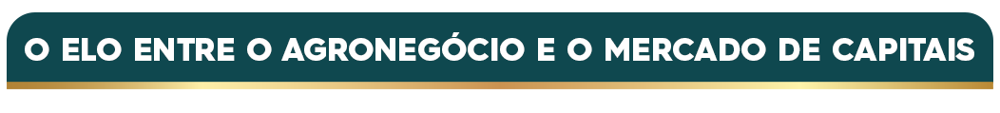 O ELO ENTRE O AGRONEGÓCIO E O MERCADO DE CAPITAIS